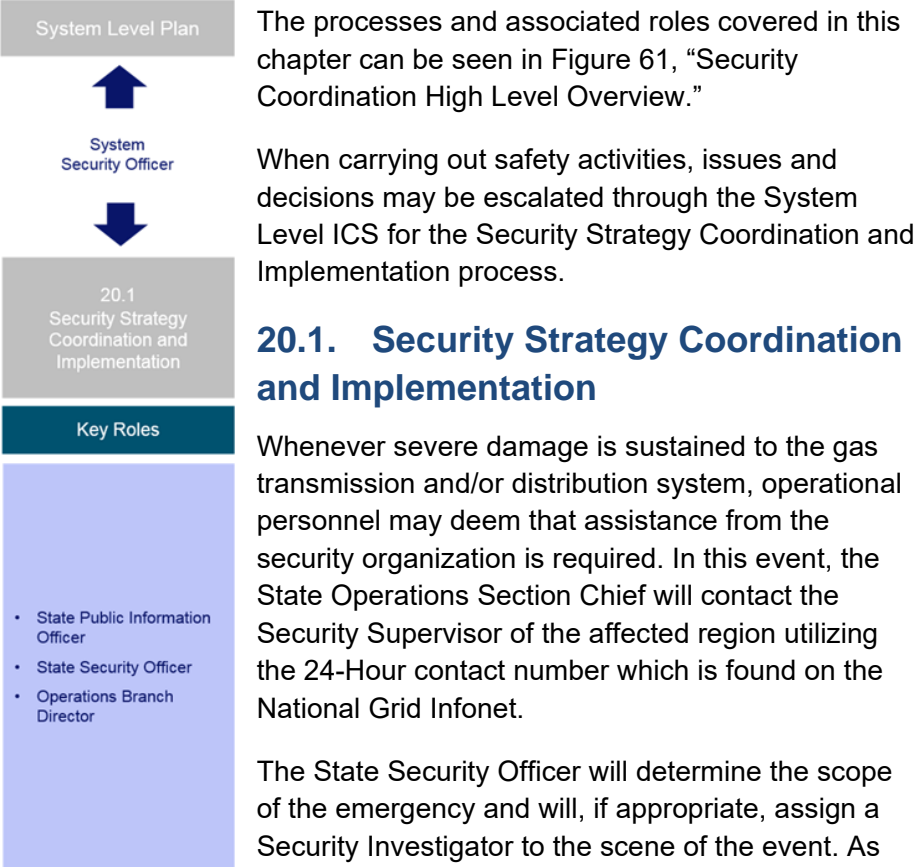 System Level Plan
System
Security Officer
20.1
Security Strategy
Coordination and
Implementation
Key Roles
• State Public Information
Officer
• State Security Officer
• Operations Branch
Director
The processes and associated roles covered in this
chapter can be seen in Figure 61, “Security
Coordination High Level Overview.”
When carrying out safety activities, issues and
decisions may be escalated through the System
Level ICS for the Security Strategy Coordination and
Implementation process.
20.1. Security Strategy Coordination
and Implementation
Whenever severe damage is sustained to the gas
transmission and/or distribution system, operational
personnel may deem that assistance from the
security organization is required. In this event, the
State Operations Section Chief will contact the
Security Supervisor of the affected region utilizing
the 24-Hour contact number which is found on the
National Grid Infonet.
The State Security Officer will determine the scope
of the emergency and will, if appropriate, assign a
Security Investigator to the scene of the event. As